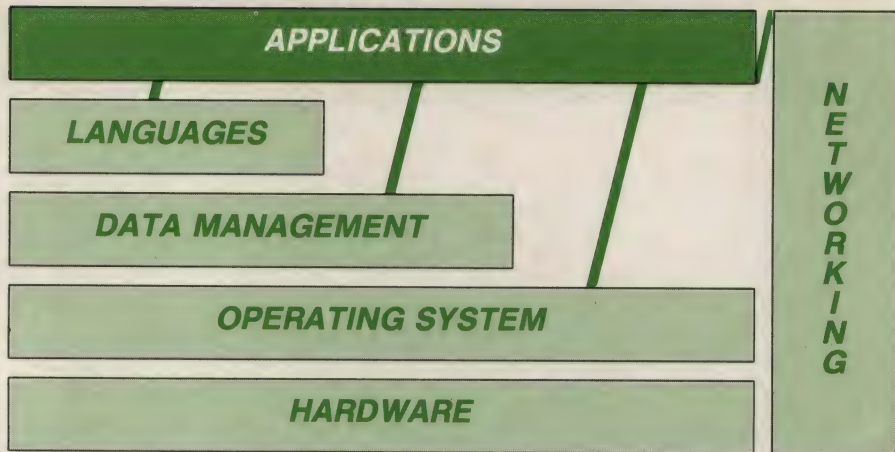 APPLICATIONS
LANGUAGES
DATA MANAGEMENT
OPERATING SYSTEM
HARDWARE
NETWORKING